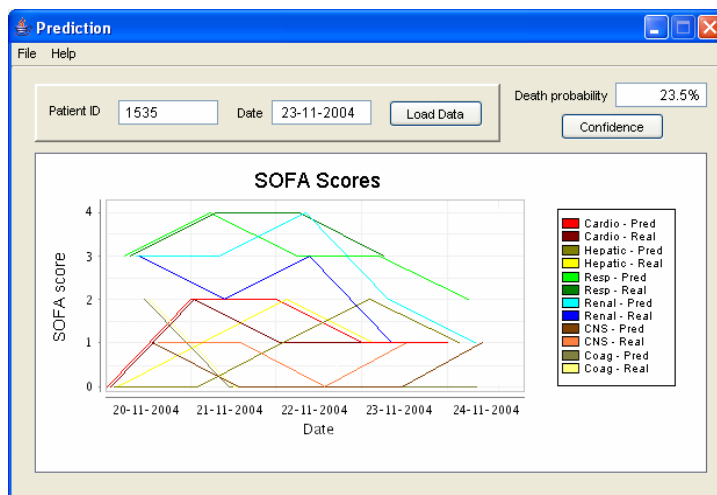 Prediction
File Help
Patient ID 1535 Date 23-11-2004 Load Data
Death probability 23.5%
Confidence
SOFA Scores
SOFA score
4
3
2
1
0
20-11-2004 21-11-2004 22-11-2004 23-11-2004 24-11-2004
Date
Cardio - Pred
Cardio - Real
Hepatic - Pred
Hepatic - Real
Resp - Pred
Resp - Real
Renal - Pred
Renal - Real
CNS - Pred
CNS - Real
Coag - Pred
Coag - Real